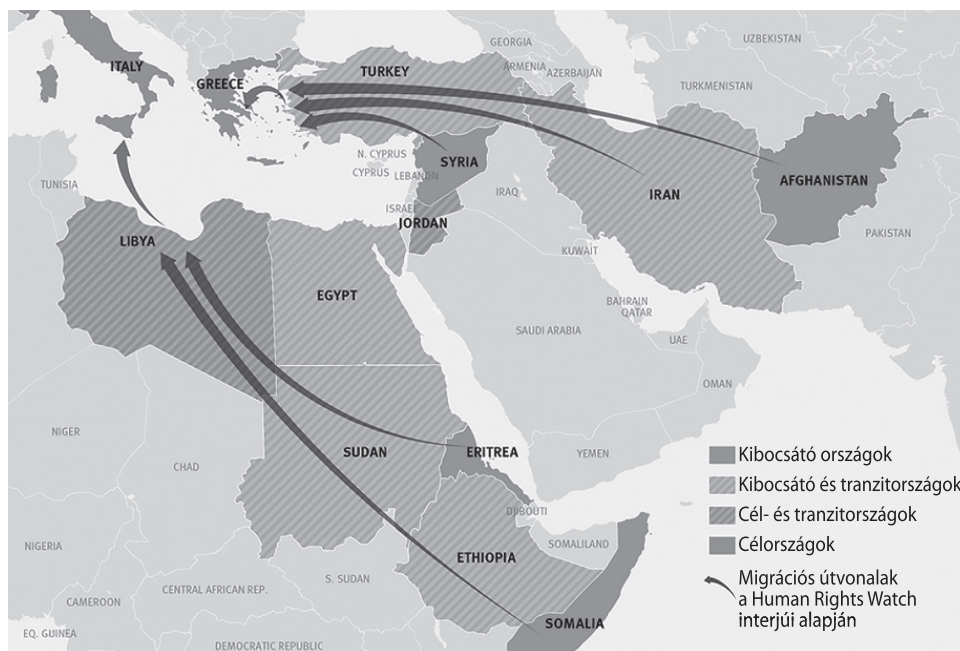 GEORGIA
UZBEKISTAN
ITALY
ARMENIA
AZERBAIJAN
TURKEY
GREECE
TURKMENISTAN
N. CYPRUS
CYPRUS
SYRIA
LEBANON
TUNISIA
IRAQ
IRAN
AFGHANISTAN
ISRAEL
JORDAN
PAKISTAN
LIBYA
KUWAIT
EGYPT
BAHRAIN
QATAR
SAUDI ARABIA
UAE
OMAN
NIGER
CHAD
SUDAN
ERITREA
YEMEN
DJIBOUTI
NIGERIA
SOMALILAND
ETHIOPIA
S. SUDAN
CENTRAL AFRICAN REP.
CAMEROON
SOMALIA
EQ. GUINEA
DEMOCRATIC REPUBLIC
Kibocsátó országok
Kibocsátó és tranzitországok
Cél- és tranzitországok
Célországok
Migrációs útvonalak
a Human Rights Watch
interjúi alapján